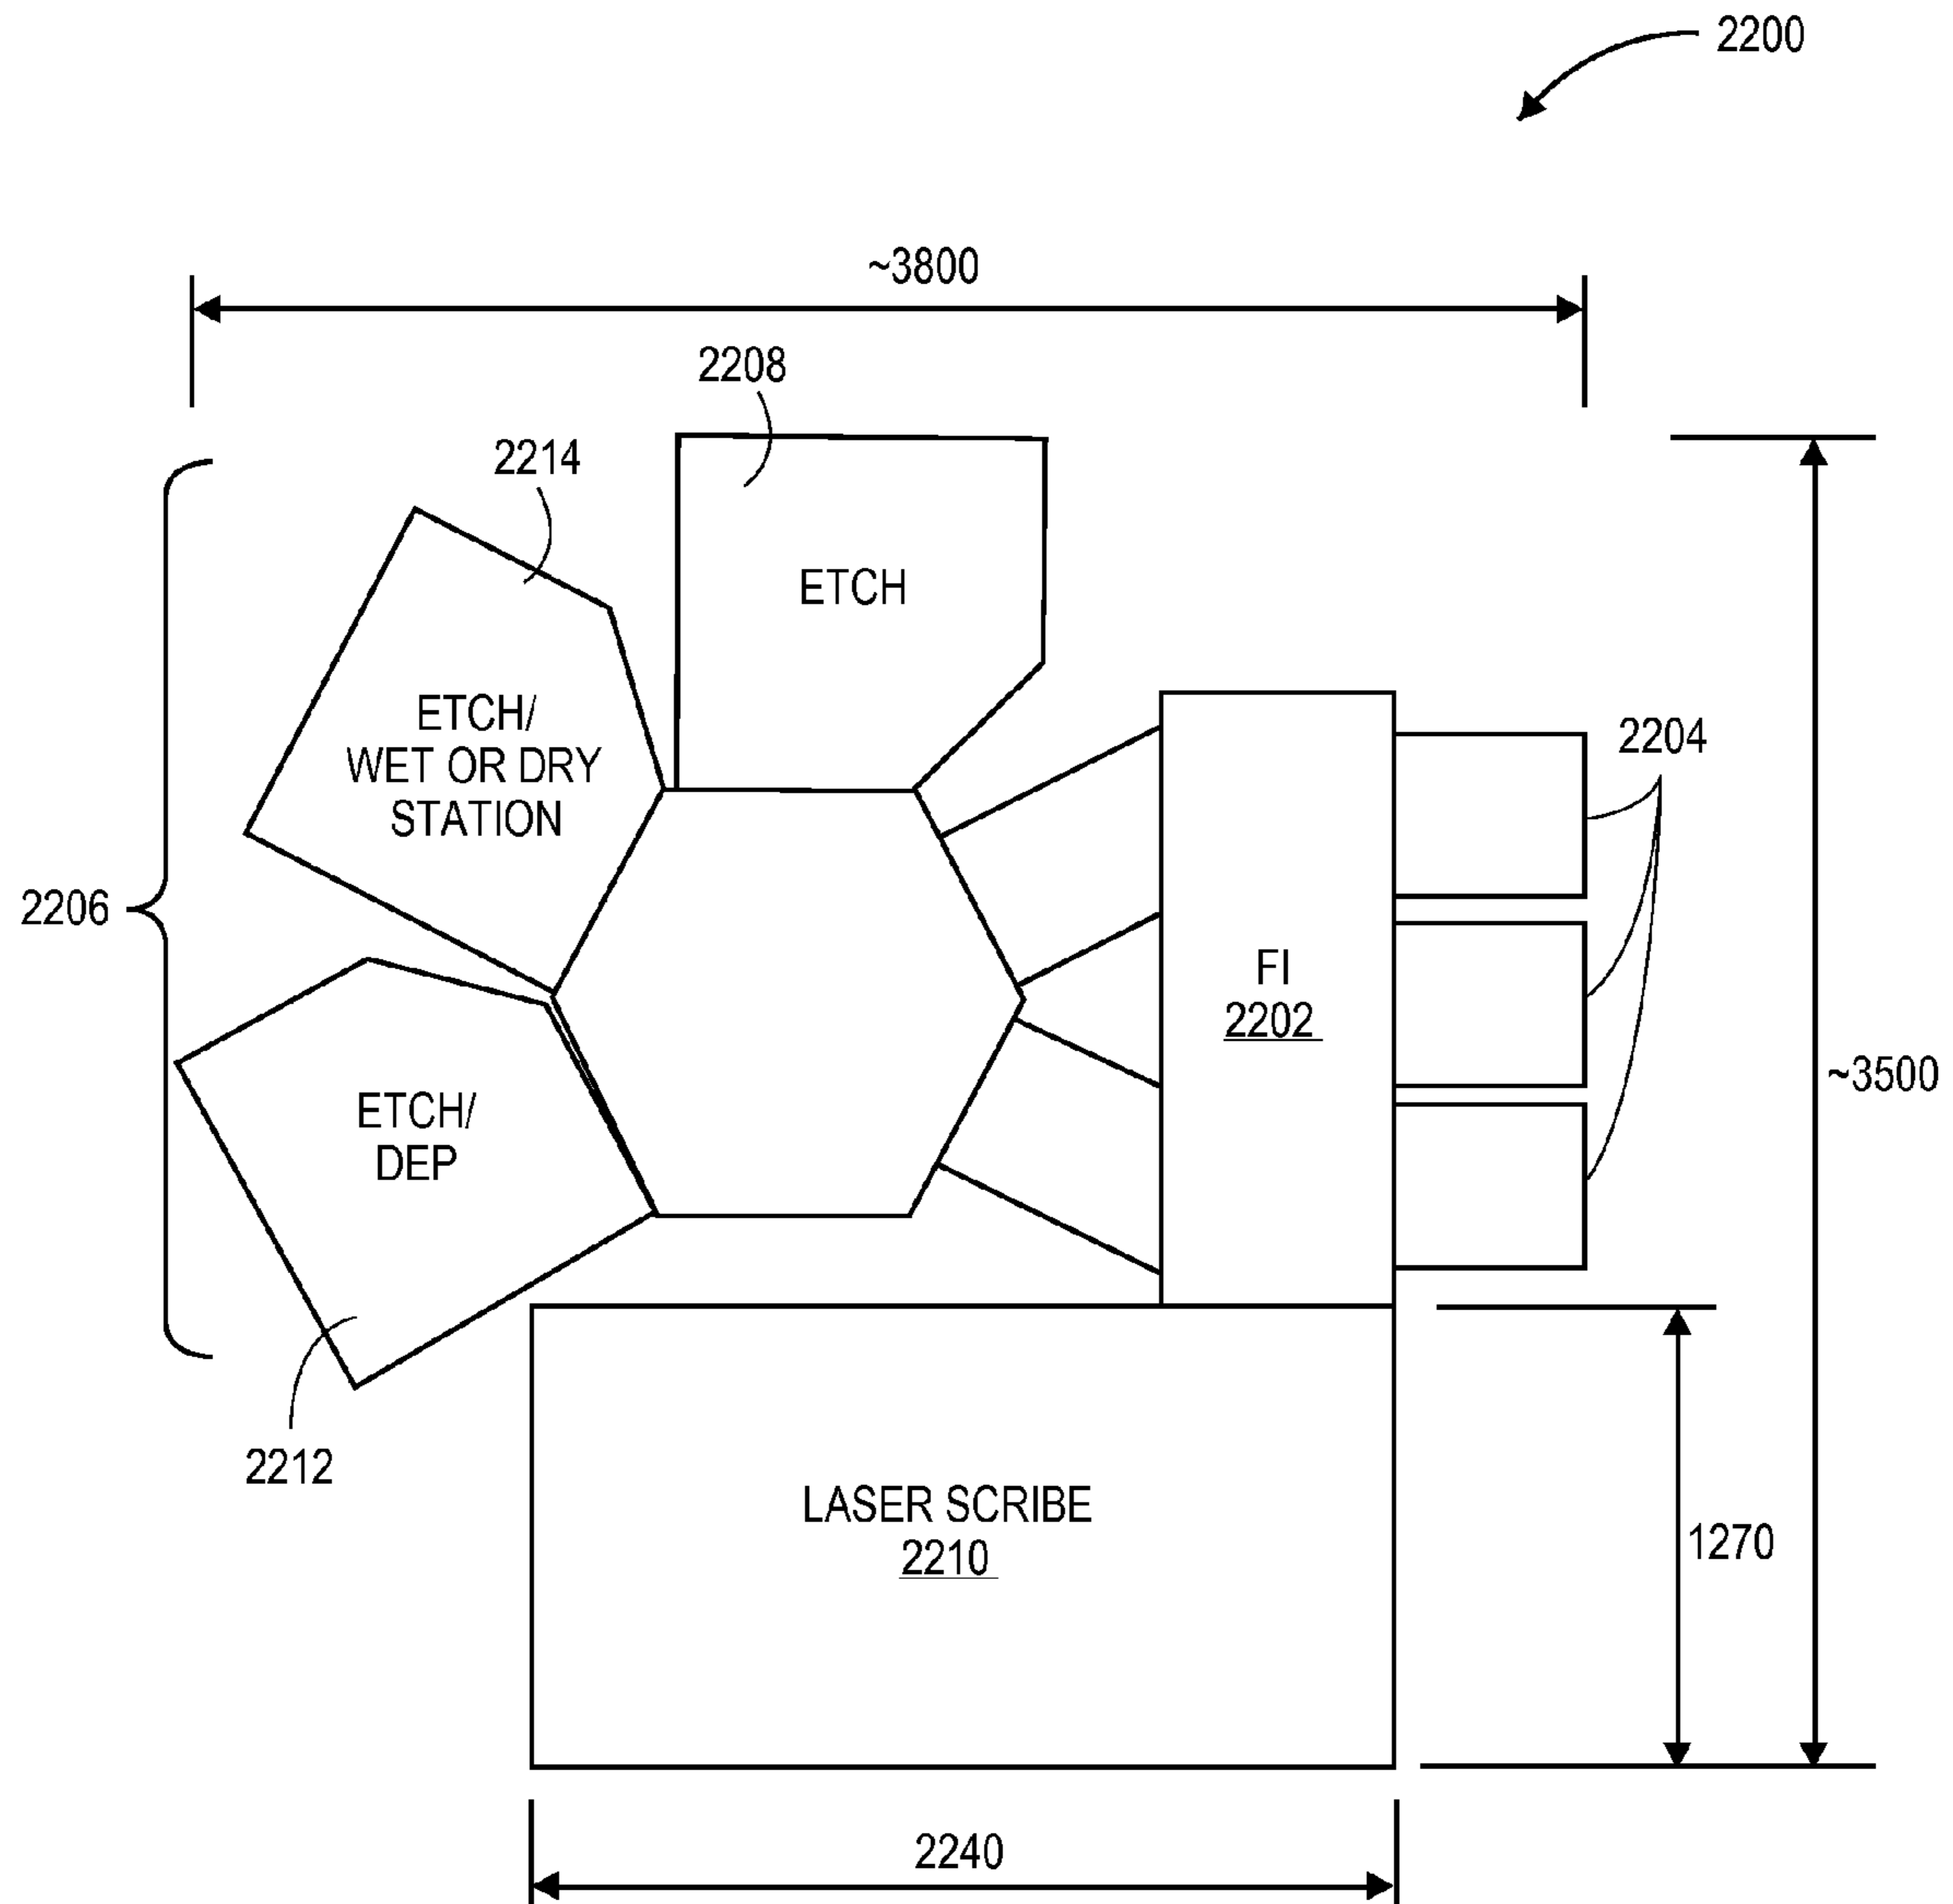 2200
~3800
2208
2214
ETCH
ETCH/
WET OR DRY
STATION
2204
2206
FI
2202
~3500
ETCH/
DEP
2212
LASER SCRIBE
2210
1270
2240